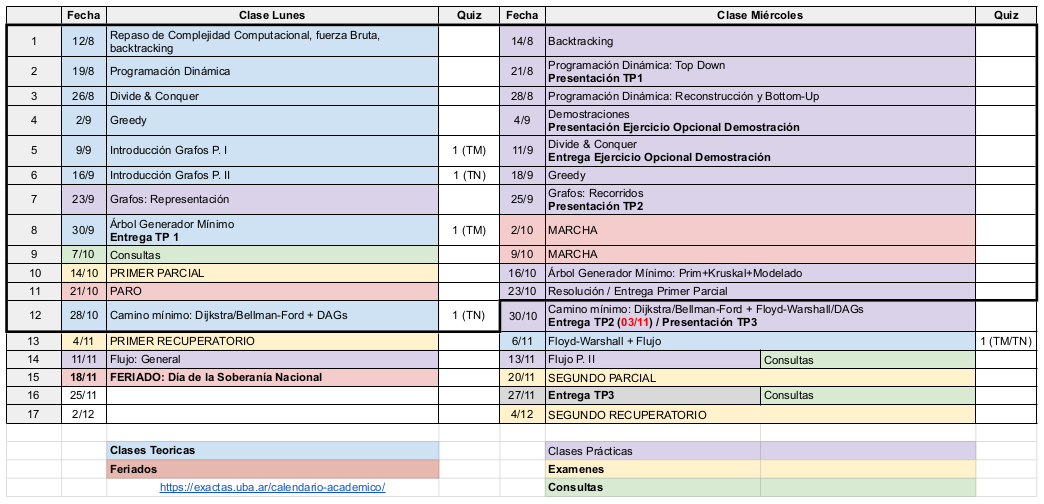 Fecha Clase Lunes Quiz Fecha Clase Miércoles Quiz
1 12/8 Repaso de Complejidad Computacional, fuerza Bruta, 14/8 Backtracking
backtracking
2 19/8 Programación Dinámica 21/8 Programación Dinámica: Top Down
Presentación TP1
3 26/8 Divide & Conquer 28/8 Programación Dinámica: Reconstrucción y Bottom-Up
4 2/9 Greedy 4/9 Demostraciones
Presentación Ejercicio Opcional Demostración
5 9/9 Introducción Grafos P. I 1 (TM) 11/9 Divide & Conquer
Entrega Ejercicio Opcional Demostración
6 16/9 Introducción Grafos P. II 1 (TN) 18/9 Greedy
7 23/9 Grafos: Representación 25/9 Grafos: Recorridos
Presentación TP2
8 30/9 Árbol Generador Mínimo 1 (TM) 2/10 MARCHA
Entrega TP 1
9 7/10 Consultas 9/10 MARCHA
10 14/10 PRIMER PARCIAL 16/10 Árbol Generador Mínimo: Prim+Kruskal+Modelado
11 21/10 PARO 23/10 Resolución / Entrega Primer Parcial
12 28/10 Camino mínimo: Dijkstra/Bellman-Ford + DAGs 1 (TN) 30/10 Camino mínimo: Dijkstra/Bellman-Ford + Floyd-Warshall/DAGs
Entrega TP2 (03/11) / Presentación TP3
13 4/11 PRIMER RECUPERATORIO 6/11 Floyd-Warshall + Flujo 1 (TM/TN)
14 11/11 Flujo: General 13/11 Flujo P. II Consultas
15 18/11 FERIADO: Día de la Soberanía Nacional 20/11 SEGUNDO PARCIAL
16 25/11 27/11 Entrega TP3 Consultas
17 2/12 4/12 SEGUNDO RECUPERATORIO
Clases Teoricas Clases Prácticas
Feriados Examenes
https://exactas.uba.ar/calendario-academico/ Consultas